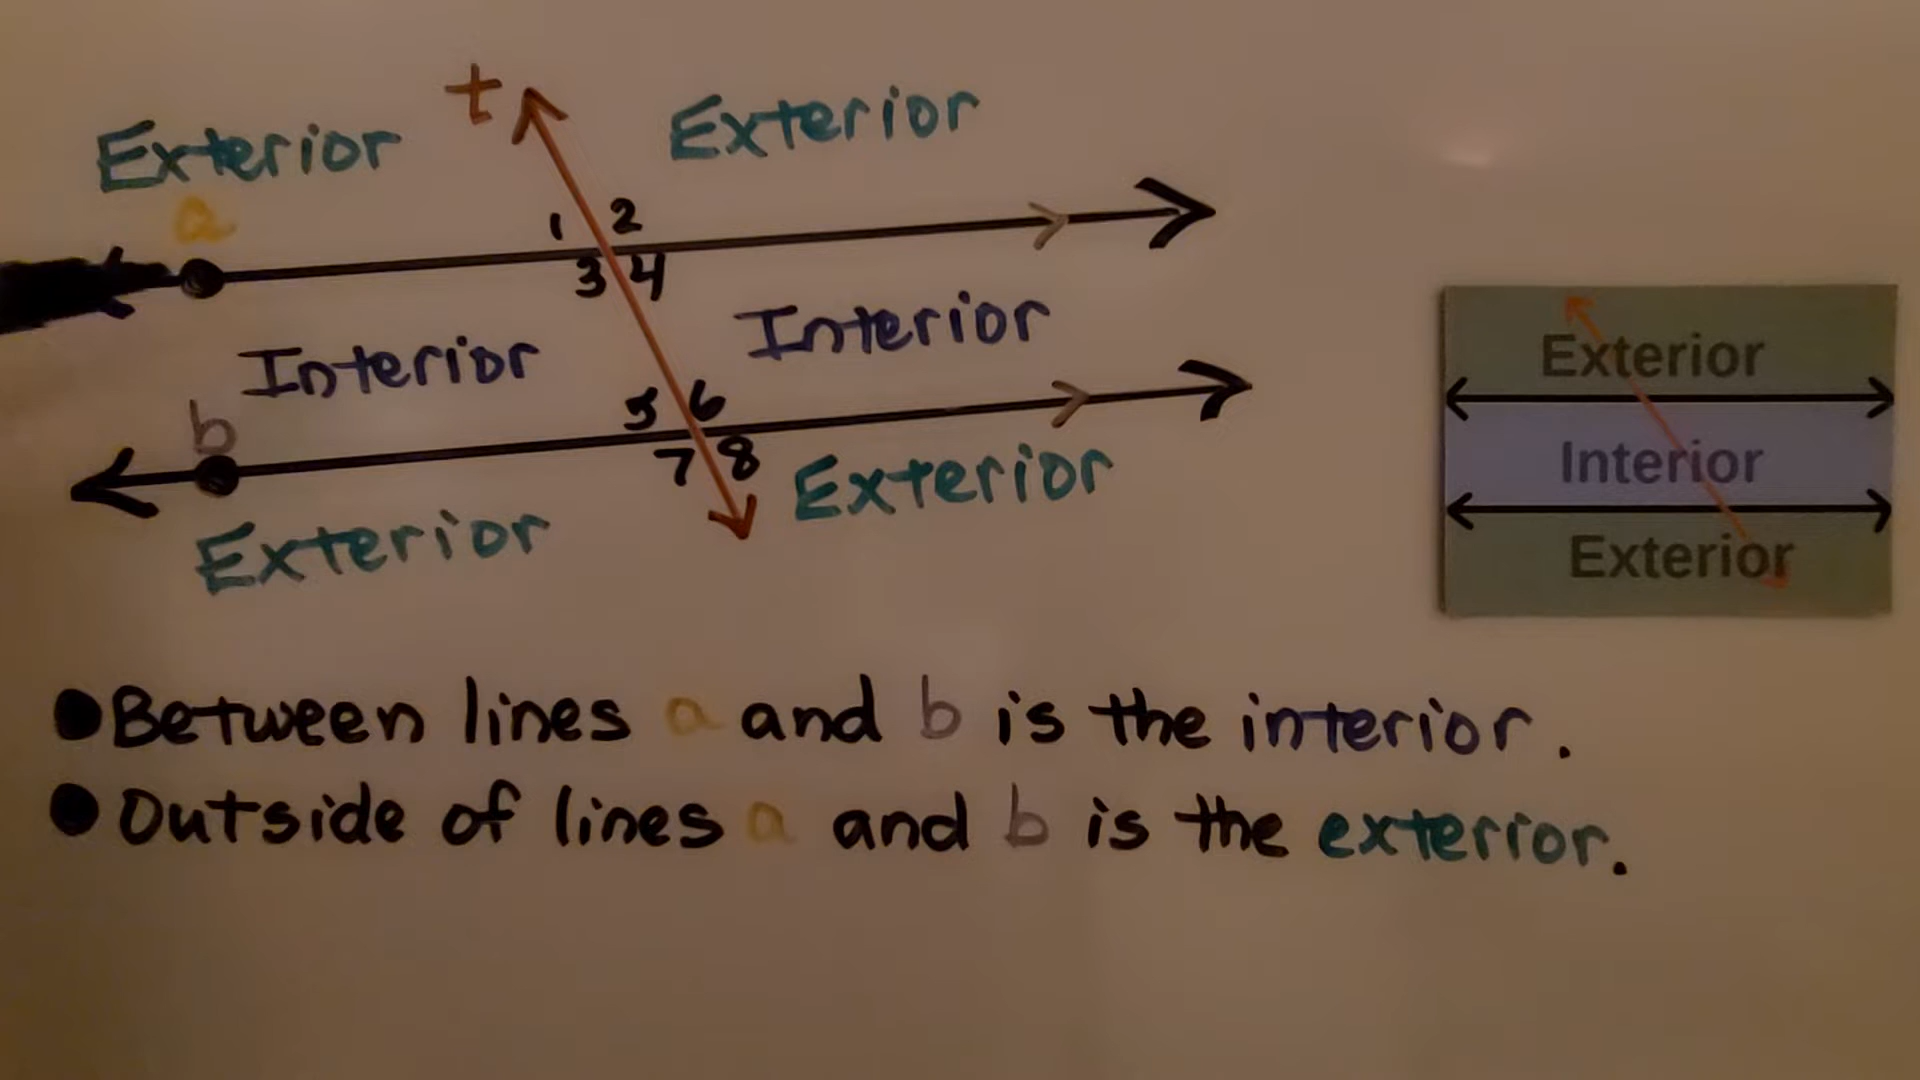 t
Exterior Exterior
a
1 2
3 4
Interior Interior
b
5 6
7 8
Exterior Exterior
Exterior
Interior
Exterior
●Between lines a and b is the interior.
●Outside of lines a and b is the exterior.